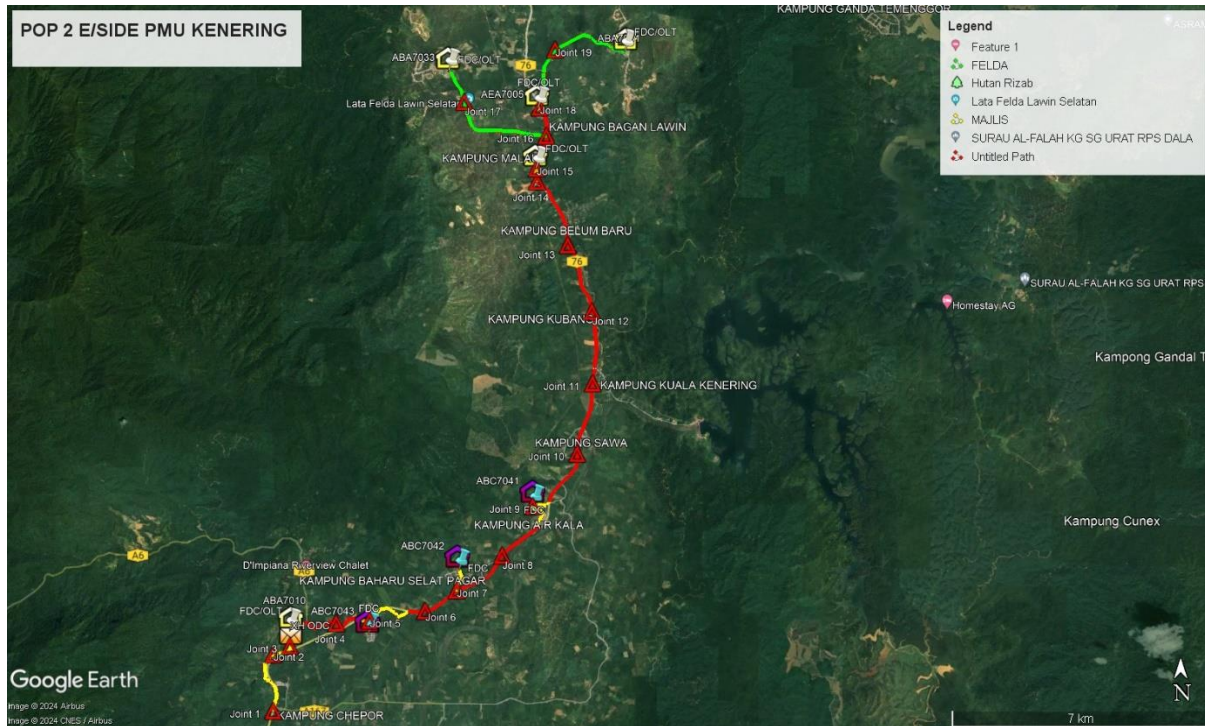 POP 2 E/SIDE PMU KENERING
KAMPUNG GANDA TEMENGGOR
Legend
Feature 1
FELDA
Hutan Rizab
Lata Felda Lawin Selatan
MAJLIS
SURAU AL-FALAH KG SG URAT RPS DALA
Untitled Path
FDC/OLT
Joint 19
ABA7033
FDC/OLT
76
FDC/OLT
AEA7005
Lata Felda Lawin Selatan
Joint 17
Joint 18
KAMPUNG BAGAN LAWIN
Joint 16
FDC/OLT
KAMPUNG MALA
Joint 15
Joint 14
KAMPUNG BELUM BARU
Joint 13
76
SURAU AL-FALAH KG SG URAT RPS
Homestay AG
KAMPUNG KUBANG
Joint 12
Kampong Gandal T
Joint 11
KAMPUNG KUALA KENERING
KAMPUNG SAWA
Joint 10
ABC7041
Joint 9
FDC
KAMPUNG AIR KALA
Kampung Cunex
A6
ABC7042
FDC
Joint 8
D'Impiana Riverview Chalet
A6
KAMPUNG BAHARU SELAT PAGAR
Joint 7
ABA7010
FDC/OLT
ABC7043
FDC
Joint 6
XH ODC
Joint 4
Joint 5
Joint 3
Joint 2
Google Earth
Image © 2024 Airbus
Image © 2024 CNES / Airbus
Joint 1
KAMPUNG CHEPOR
7 km
N